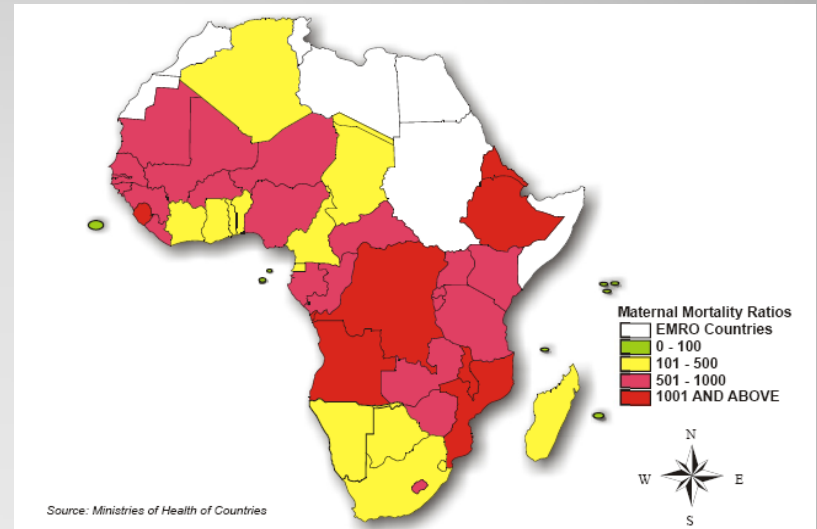 Maternal Mortality Ratios
EMRO Countries
0 - 100
101 - 500
501 - 1000
1001 AND ABOVE
N
W E
S
Source: Ministries of Health of Countries